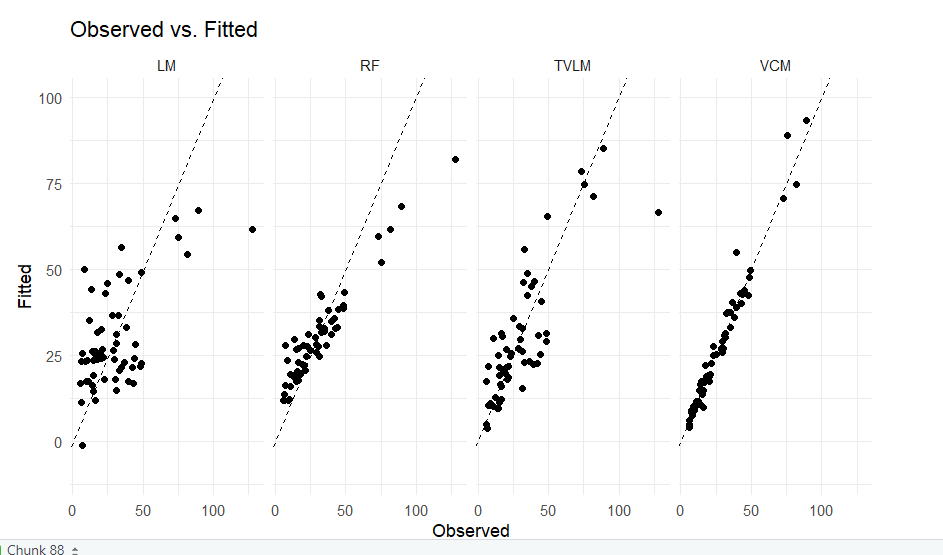 Observed vs. Fitted
LM RF TVLM VCM
100
75
50
25
0
Fitted
0 50 100 0 50 100 0 50 100 0 50 100
Observed
Chunk 88